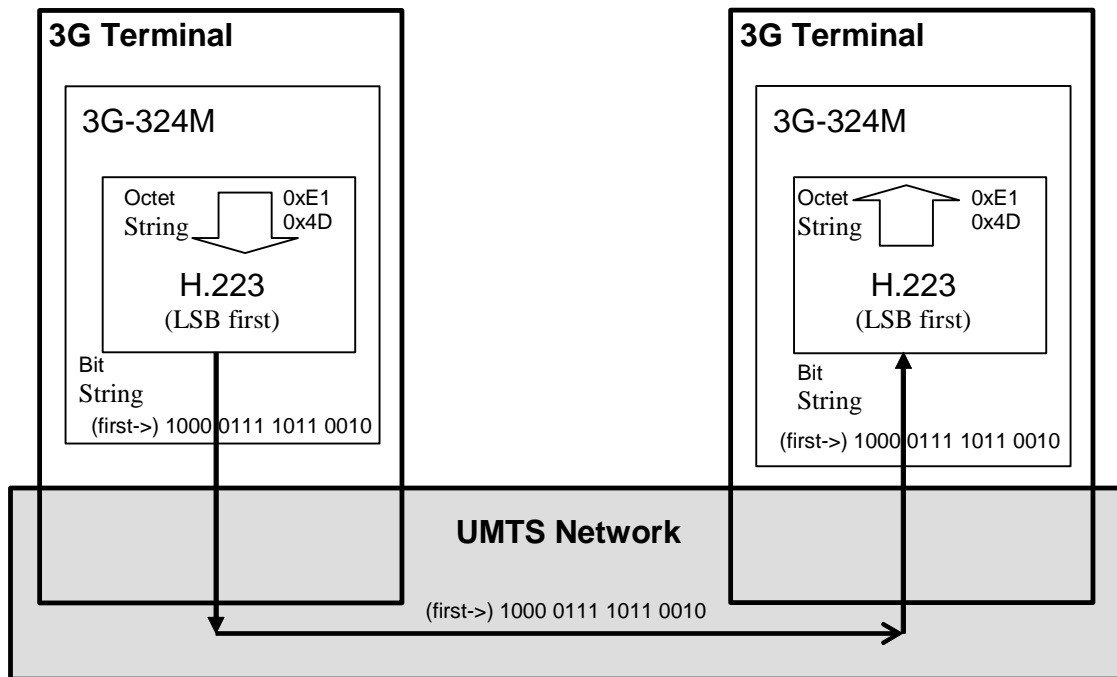 3G Terminal
3G-324M
Octet
String
0xE1
0x4D
H.223
(LSB first)
Bit
String
(first->) 1000 0111 1011 0010
3G Terminal
3G-324M
Octet
String
0xE1
0x4D
H.223
(LSB first)
Bit
String
(first->) 1000 0111 1011 0010
UMTS Network
(first->) 1000 0111 1011 0010